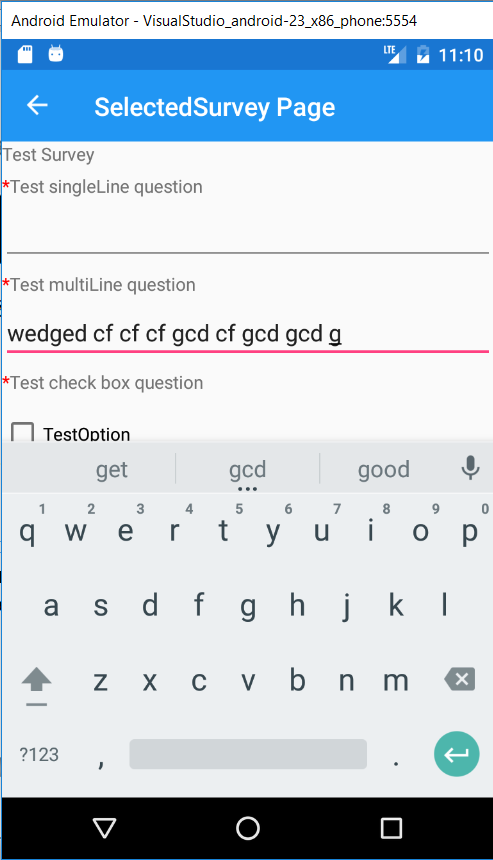 Android Emulator - VisualStudio_android-23_x86_phone:5554
LTE 11:10
SelectedSurvey Page
Test Survey
*Test singleLine question
*Test multiLine question
wedged cf cf cf gcd cf gcd gcd g
*Test check box question
TestOption
get gcd good
...
1 2 3 4 5 6 7 8 9 0
q w e r t y u i o p
a s d f g h j k l
z x c v b n m
?123 , .